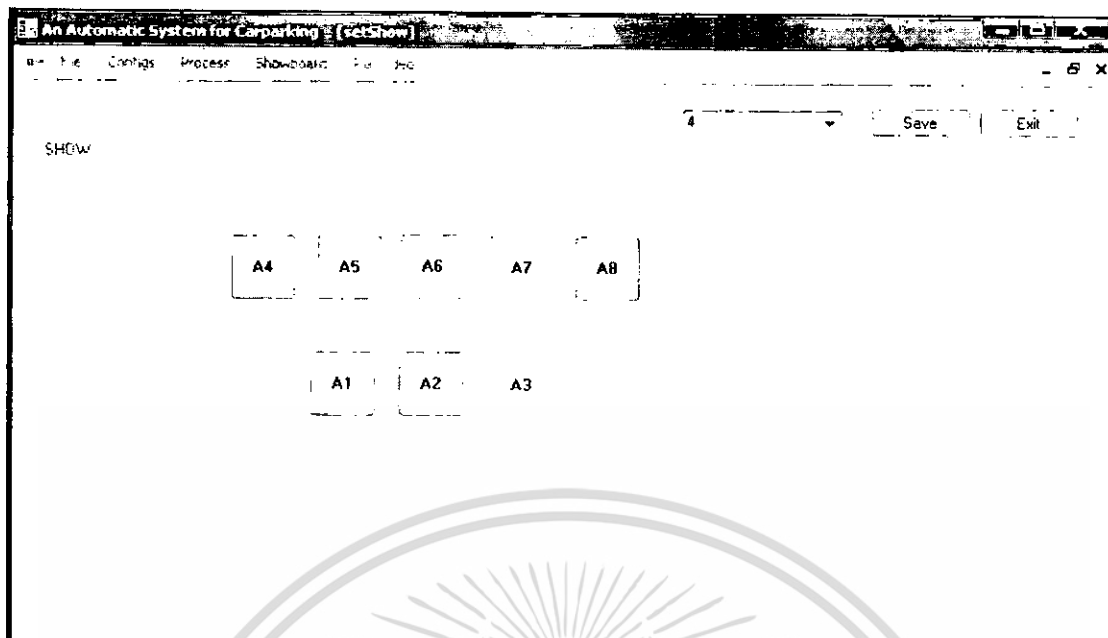 An Automatic System for Carparking - [setShow]
File Configs Process Showboard
4 Save Exit
SHOW
A4 A5 A6 A7 A8
A1 A2 A3